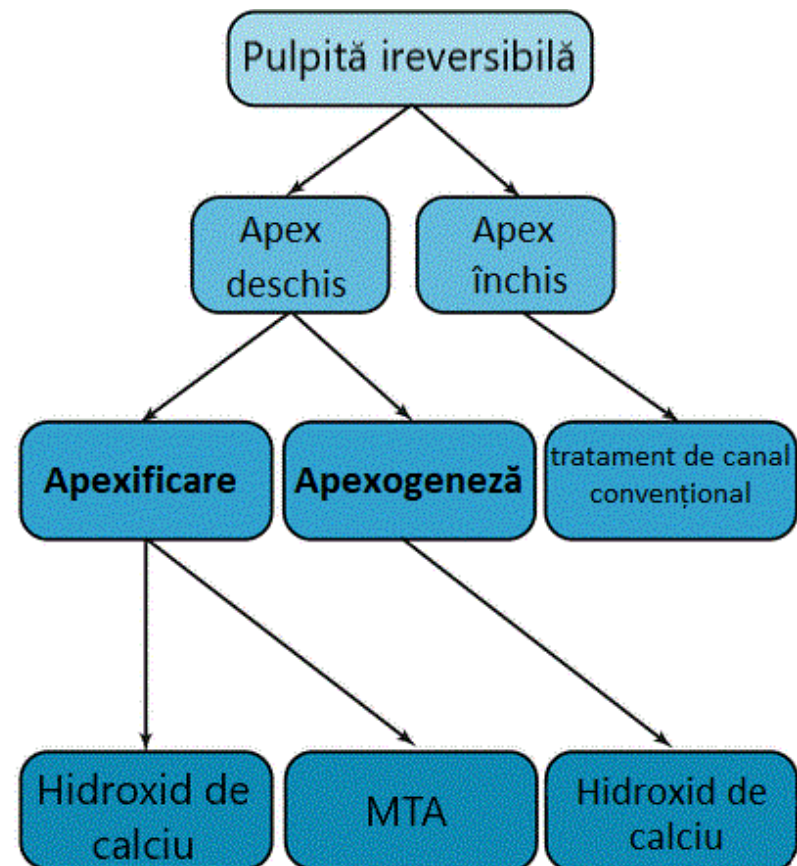 Pulpită ireversibilă
Apex
deschis
Apex
închis
Apexificare
Apexogeneză
tratament de canal
convențional
Hidroxid de
calciu
MTA
Hidroxid de
calciu